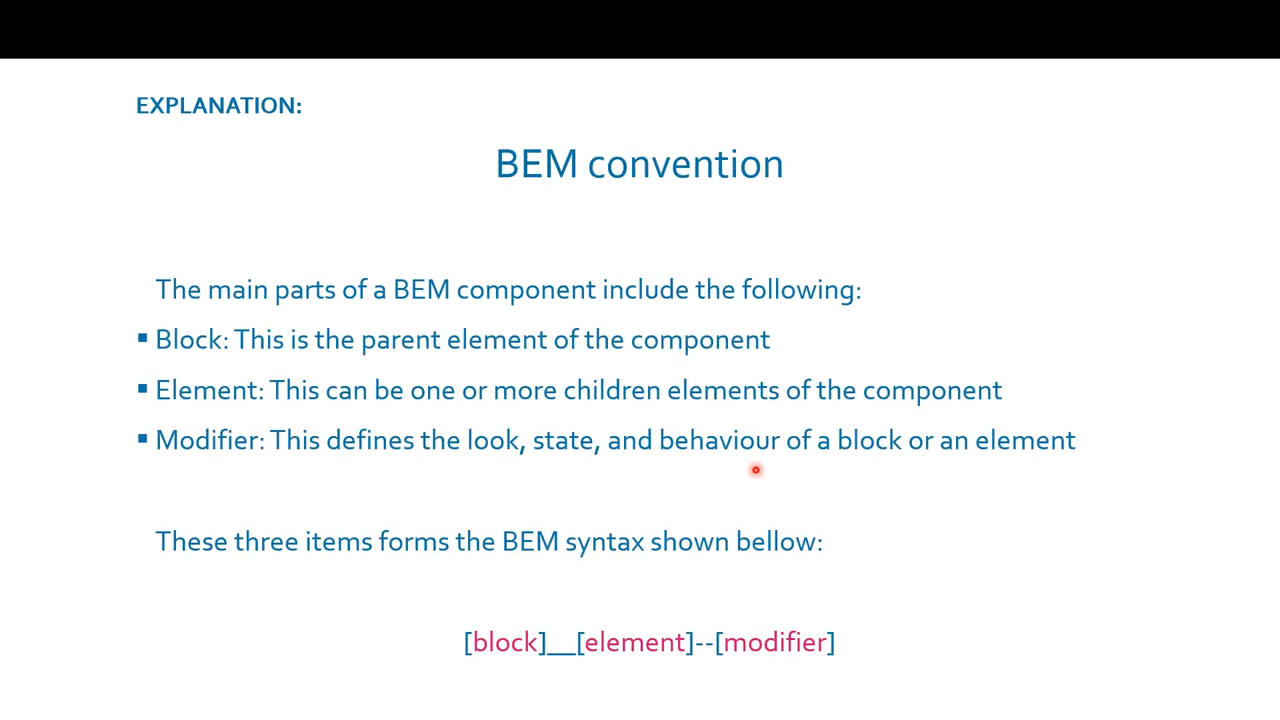 EXPLANATION:
BEM convention
The main parts of a BEM component include the following:
▪ Block: This is the parent element of the component
▪ Element: This can be one or more children elements of the component
▪ Modifier: This defines the look, state, and behaviour of a block or an element
These three items forms the BEM syntax shown bellow:
[block]__[element]--[modifier]